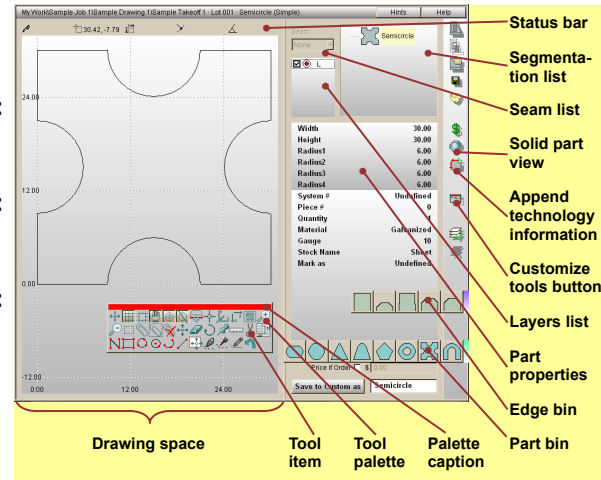 MyWork\Sample Job 1\Sample Drawing 1\Sample Takeoff 1 - Lot 001 - Semicircle (Simple)
Hints
Help
30.42, -7.79
Seam
None
Semicircle
L
24.00
12.00
0.00
-12.00
0.00
12.00
24.00
Width 30.00
Height 30.00
Radius1 6.00
Radius2 6.00
Radius3 6.00
Radius4 6.00
System # Undefined
Piece # 0
Quantity 1
Material Galvanized
Gauge 10
Stock Name Sheet
Mark as Undefined
Price if Order $ 0.00
Save to Custom as
Semicircle
Status bar
Segmenta-
tion list
Seam list
Solid part
view
Append
technology
information
Customize
tools button
Layers list
Part
properties
Edge bin
Part bin
Drawing space
Tool
item
Tool
palette
Palette
caption